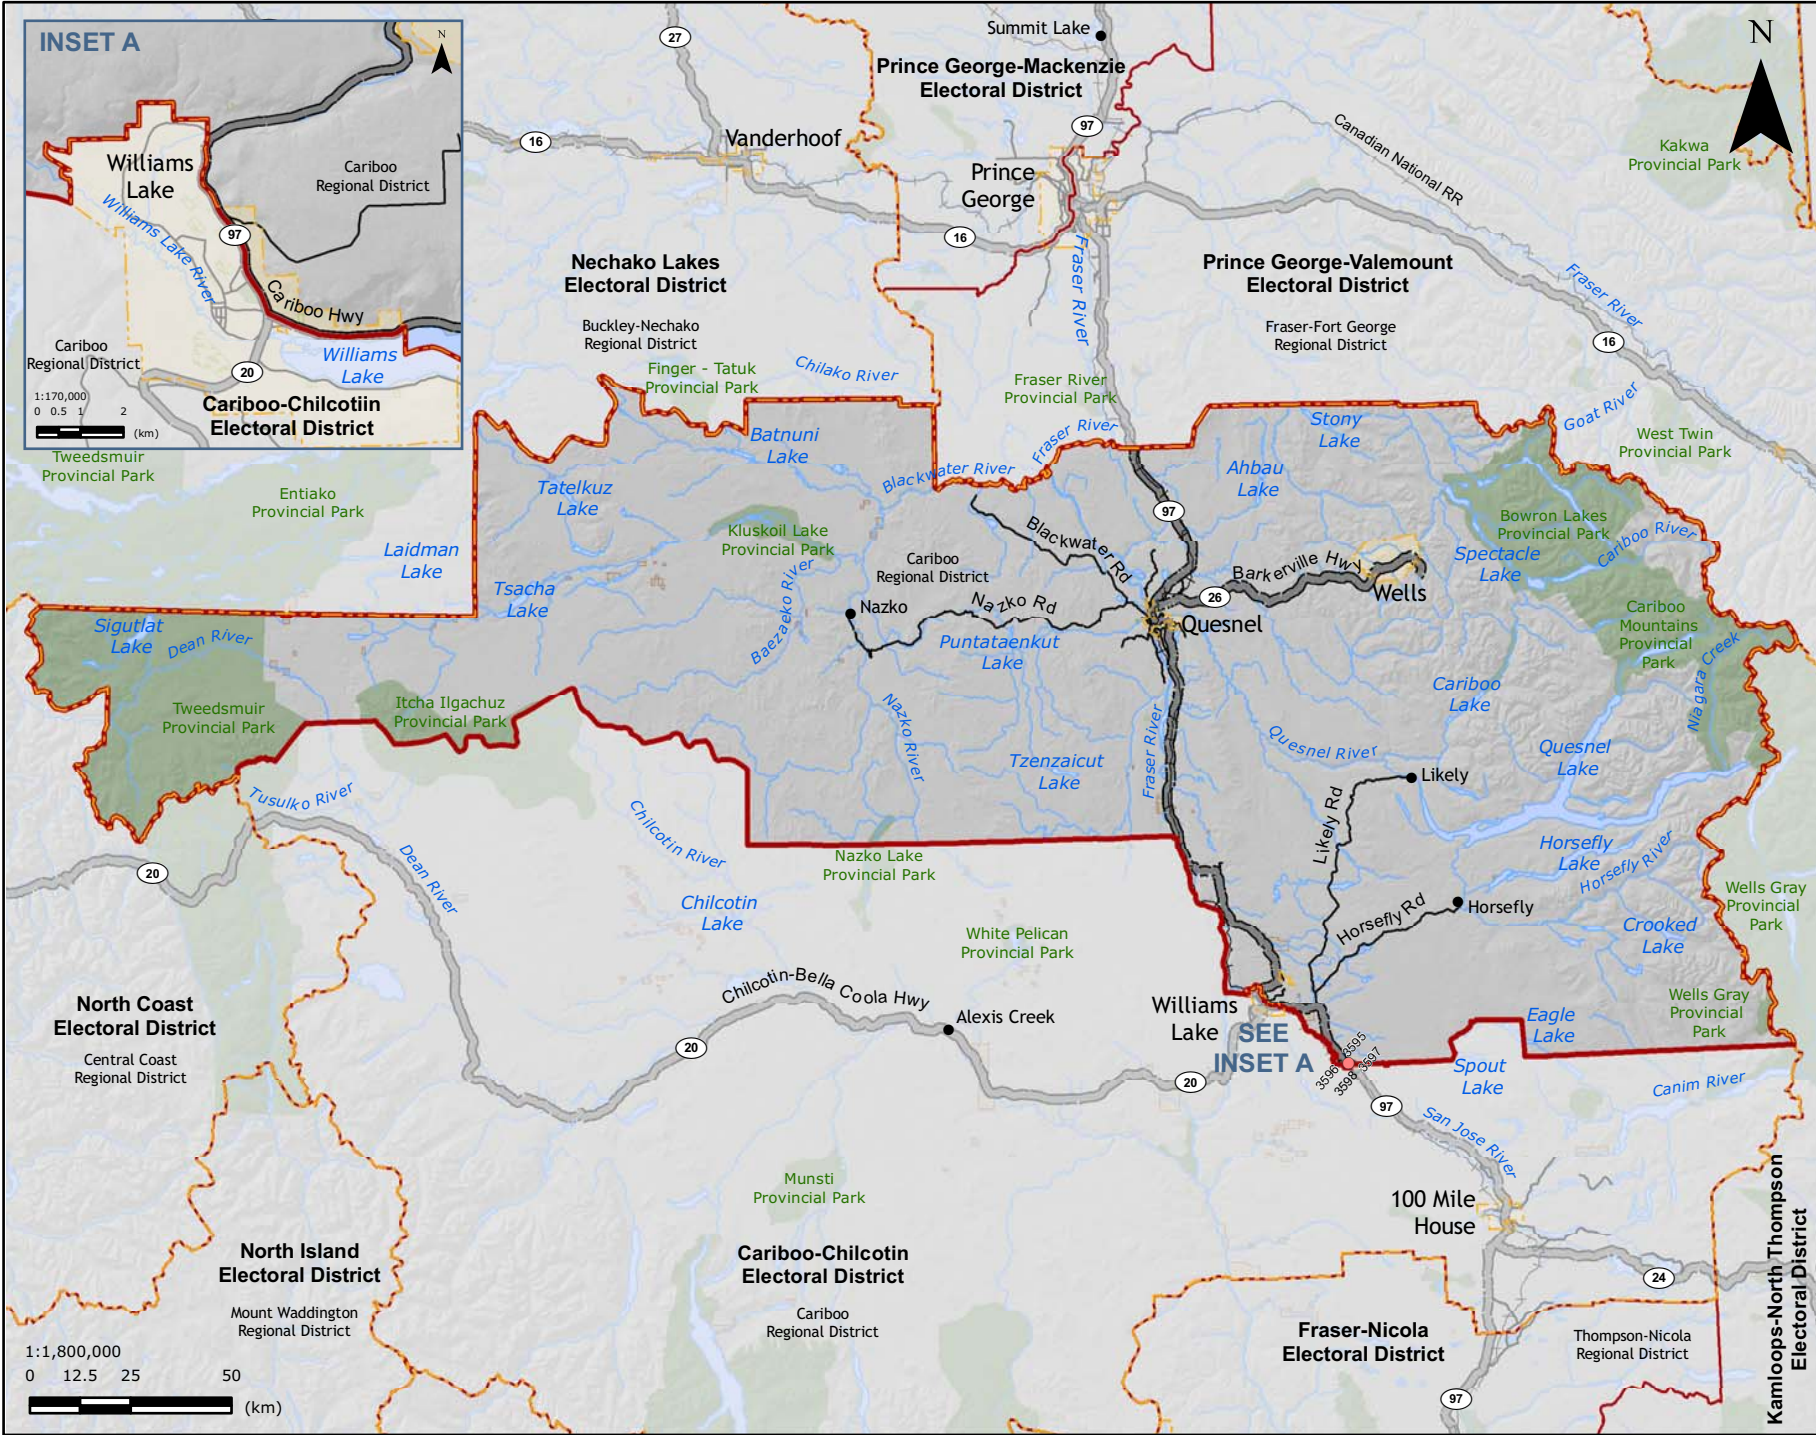 INSET A
N
Williams
Lake
Cariboo
Regional District
Williams Lake River
97
Cariboo Hwy
Cariboo
Regional District
Williams
Lake
20
1:170,000
0 0.5 1 2
(km)
Cariboo-Chilcotiin
Electoral District
27
Summit Lake
Prince George-Mackenzie
Electoral District
N
97
16
Vanderhoof
Canadian National RR
Kakwa
Provincial Park
Prince
George
16
Fraser River
Nechako Lakes
Electoral District
Prince George-Valemount
Electoral District
Fraser River
Buckley-Nechako
Regional District
Fraser-Fort George
Regional District
16
Finger - Tatuk
Provincial Park
Chilako River
Fraser River
Provincial Park
Goat River
Stony
Lake
West Twin
Provincial Park
Batnuni
Lake
Fraser River
Tweedsmuir
Provincial Park
Blackwater River
Ahbau
Lake
Entiako
Provincial Park
Tatelkuz
Lake
97
Kluskoil Lake
Provincial Park
Blackwater Rd
Bowron Lakes
Provincial Park
Cariboo River
Laidman
Lake
Cariboo
Regional District
Spectacle
Lake
Barkerville Hwy
26
Wells
Tsacha
Lake
Baezaeko River
Nazko
Nazko Rd
Quesnel
Cariboo
Mountains
Provincial
Park
Sigutlat
Lake
Dean River
Puntataenkut
Lake
Niagara Creek
Cariboo
Lake
Itcha Ilgachuz
Provincial Park
Tweedsmuir
Provincial Park
Nazko River
Fraser River
Quesnel River
Quesnel
Lake
Tzenzaicut
Lake
Likely
Tusulko River
Chilcotin River
Likely Rd
Horsefly
Lake
Horsefly River
Dean River
20
Nazko Lake
Provincial Park
Chilcotin
Lake
Horsefly Rd
Horsefly
Wells Gray
Provincial
Park
White Pelican
Provincial Park
Crooked
Lake
Chilcotin-Bella Coola Hwy
Alexis Creek
Williams
Lake
SEE
INSET A
Eagle
Lake
Wells Gray
Provincial
Park
North Coast
Electoral District
Central Coast
Regional District
20
20
3595
3596
3597
3598
Spout
Lake
Canim River
97
San Jose River
Munsti
Provincial Park
100 Mile
House
North Island
Electoral District
Mount Waddington
Regional District
Cariboo-Chilcotin
Electoral District
Cariboo
Regional District
24
Fraser-Nicola
Electoral District
Thompson-Nicola
Regional District
97
Kamloops-North Thompson
Electoral District
1:1,800,000
0 12.5 25 50
(km)